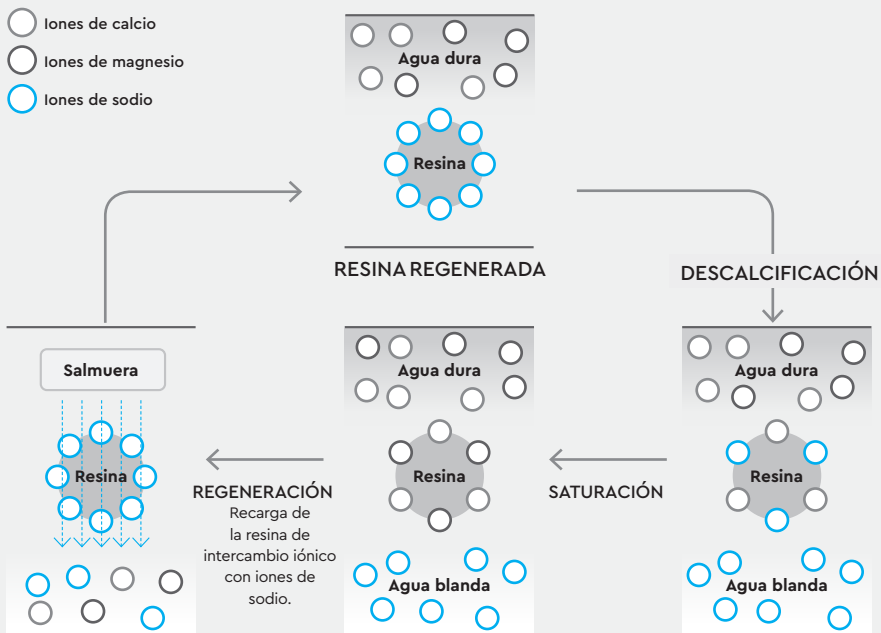 Iones de calcio
Iones de magnesio
Iones de sodio
Agua dura
Resina
RESINA REGENERADA
DESCALCIFICACIÓN
Salmuera
Resina
REGENERACIÓN
Recarga de
la resina de
intercambio iónico
con iones de
sodio.
Agua dura
Resina
Agua blanda
SATURACIÓN
Agua dura
Resina
Agua blanda